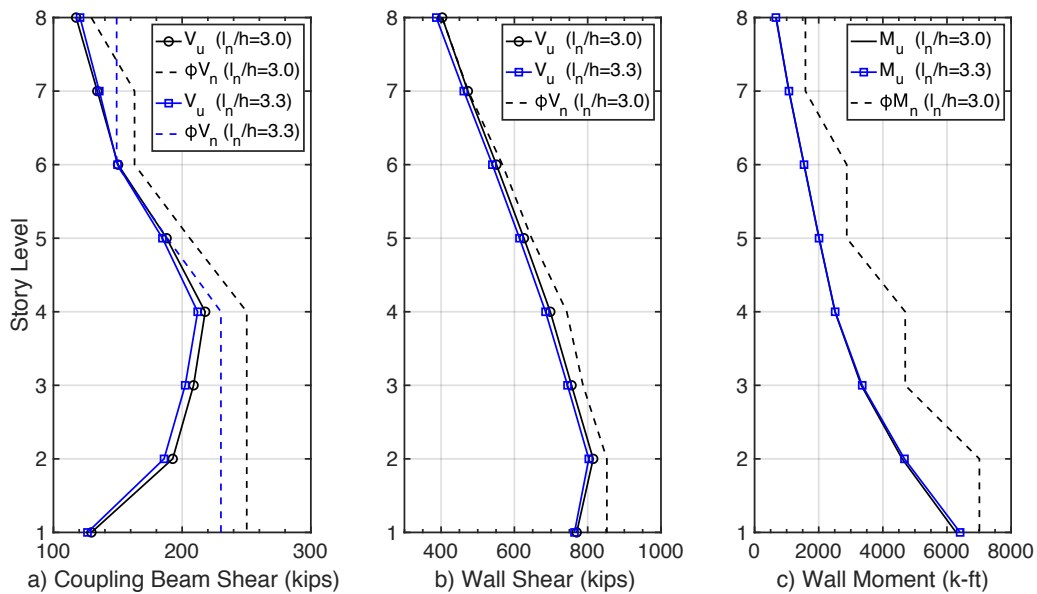 Story Level
8
7
6
5
4
3
2
1
100
200
300
V_u (l_n/h=3.0)
ϕV_n (l_n/h=3.0)
V_u (l_n/h=3.3)
ϕV_n (l_n/h=3.3)
a) Coupling Beam Shear (kips)
8
7
6
5
4
3
2
1
400
600
800
1000
V_u (l_n/h=3.0)
V_u (l_n/h=3.3)
ϕV_n (l_n/h=3.0)
b) Wall Shear (kips)
8
7
6
5
4
3
2
1
0
2000
4000
6000
8000
M_u (l_n/h=3.0)
M_u (l_n/h=3.3)
ϕM_n (l_n/h=3.0)
c) Wall Moment (k-ft)